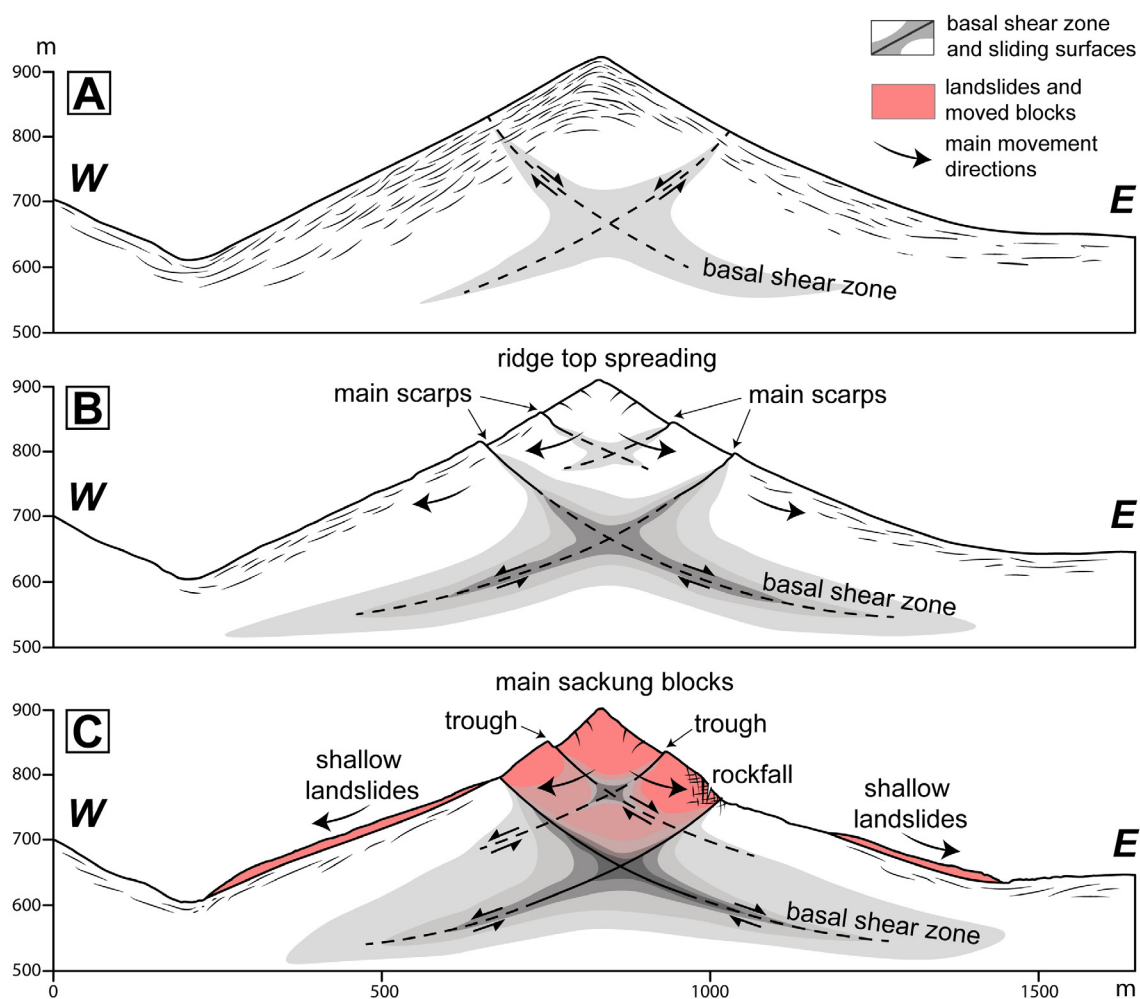 basal shear zone
and sliding surfaces
landslides and
moved blocks
main movement
directions
m
900
800
700
600
500
A
W
E
basal shear zone
ridge top spreading
main scarps
main scarps
900
800
700
600
500
B
W
E
basal shear zone
main sackung blocks
trough
trough
shallow
landslides
rockfall
shallow
landslides
900
800
700
600
500
C
W
E
basal shear zone
0
500
1000
1500
m